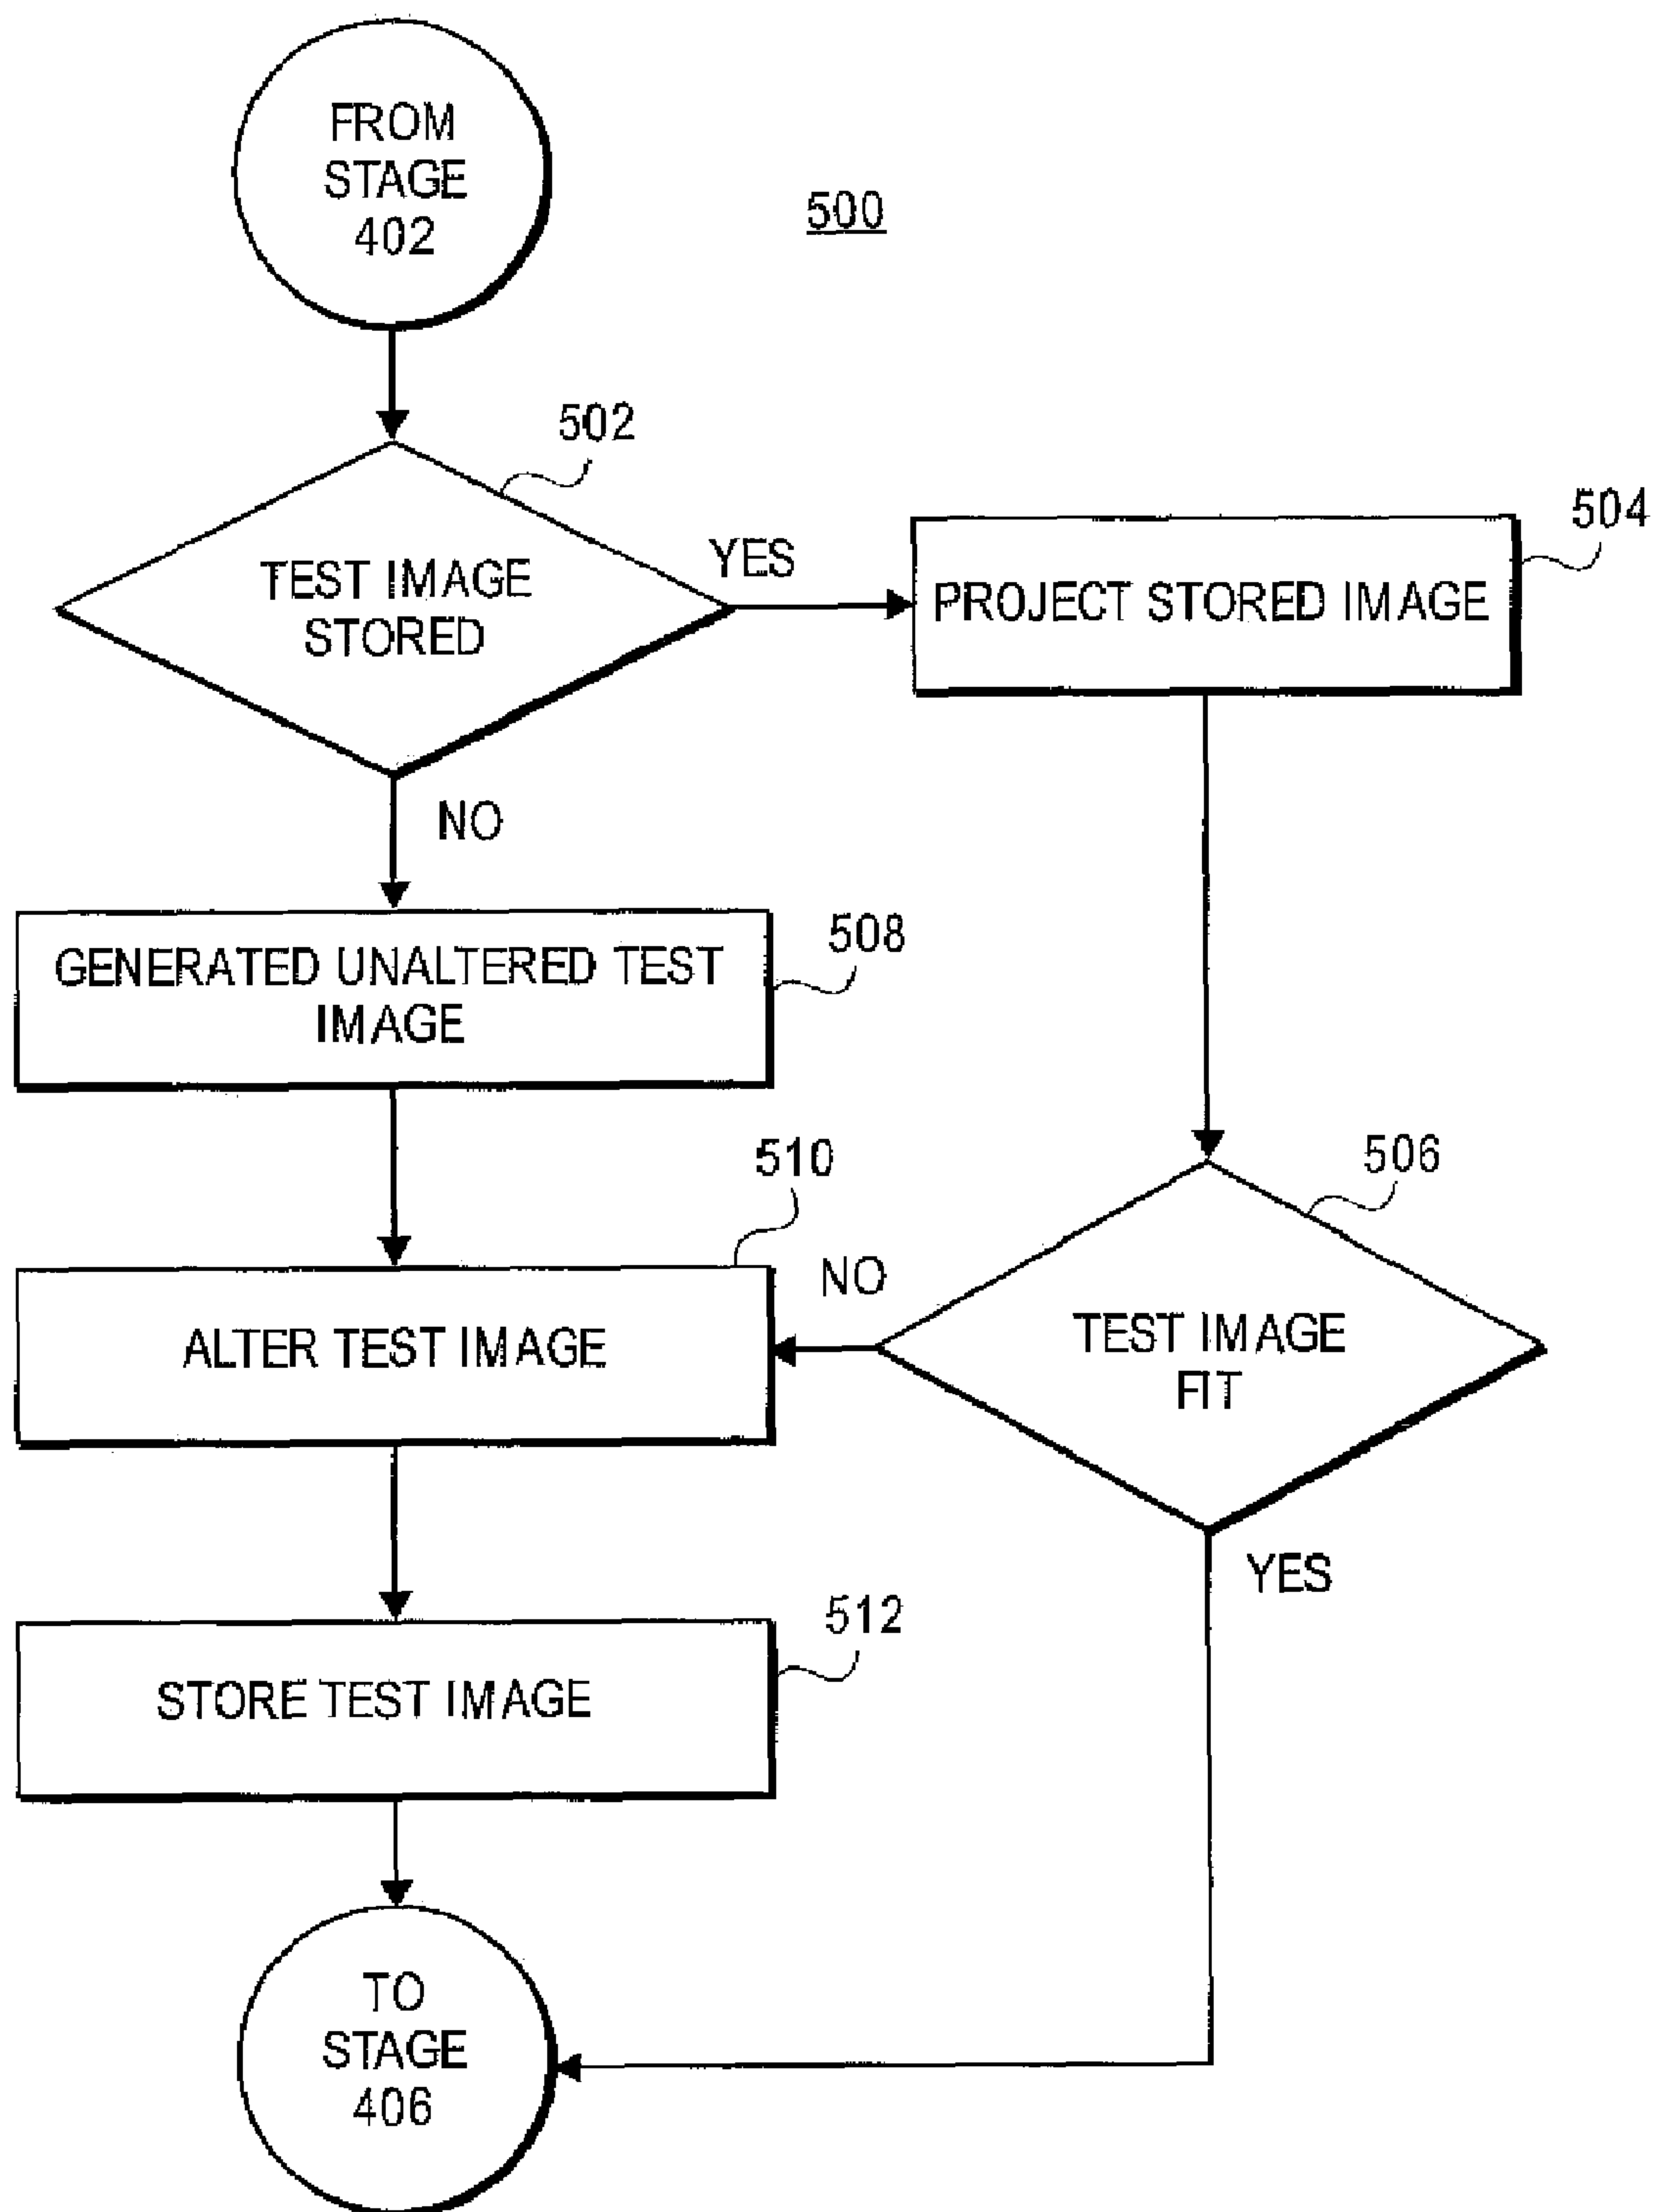 FROM
STAGE
402
500
502
TEST IMAGE
STORED
YES
504
PROJECT STORED IMAGE
NO
508
GENERATED UNALTERED TEST
IMAGE
510
ALTER TEST IMAGE
NO
506
TEST IMAGE
FIT
YES
512
STORE TEST IMAGE
TO
STAGE
406